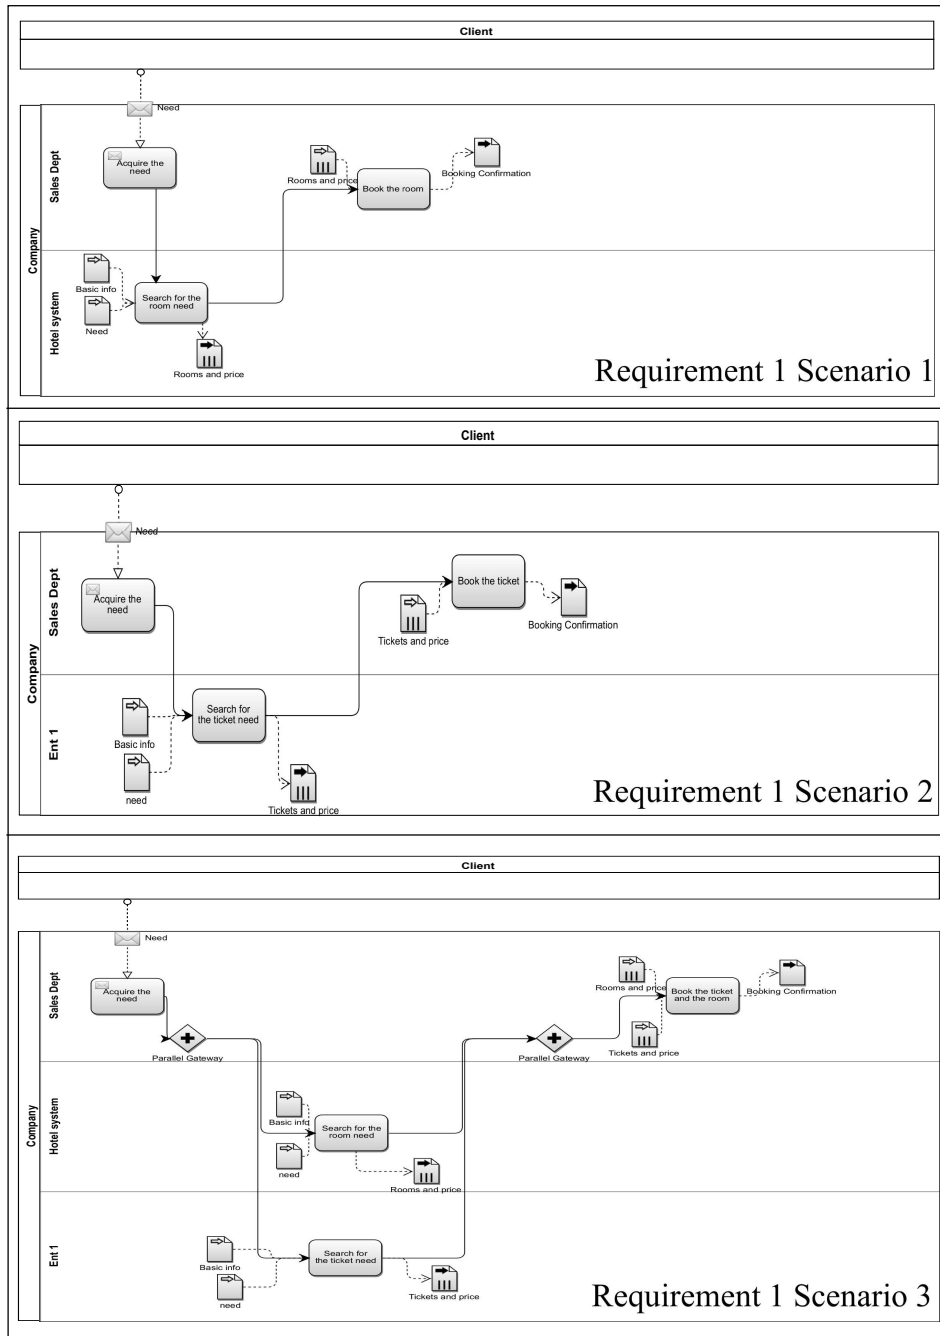 Client
Need
Company
Sales Dept
Acquire the
need
Rooms and price
Book the room
Booking Confirmation
Hotel system
Basic info
Need
Search for the
room need
Rooms and price
Requirement 1 Scenario 1
Client
Need
Company
Sales Dept
Acquire the
need
Book the ticket
Tickets and price
Booking Confirmation
Ent 1
Basic info
need
Search for
the ticket need
Tickets and price
Requirement 1 Scenario 2
Client
Need
Company
Sales Dept
Acquire the
need
Parallel Gateway
Parallel Gateway
Rooms and price
Tickets and price
Book the ticket
and the room
Booking Confirmation
Hotel system
Basic info
need
Search for the
room need
Rooms and price
Ent 1
Basic info
need
Search for
the ticket need
Tickets and price
Requirement 1 Scenario 3